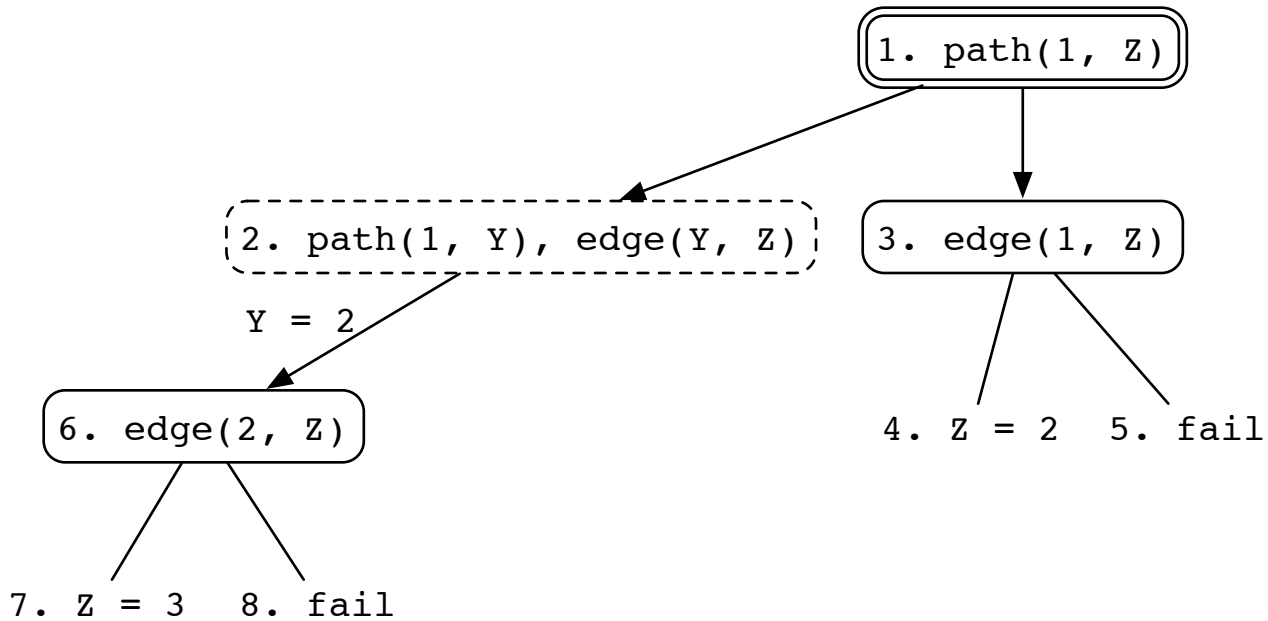 1. path(1, Z)
2. path(1, Y), edge(Y, Z)
3. edge(1, Z)
Y = 2
6. edge(2, Z)
4. Z = 2
5. fail
7. Z = 3
8. fail